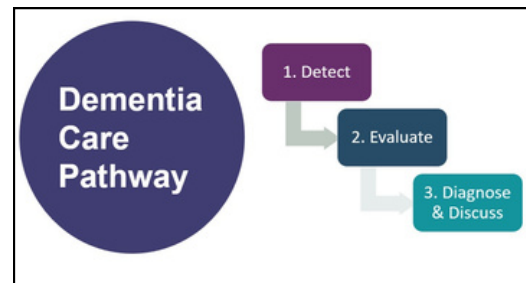 Dementia
Care
Pathway
1. Detect
2. Evaluate
3. Diagnose
& Discuss